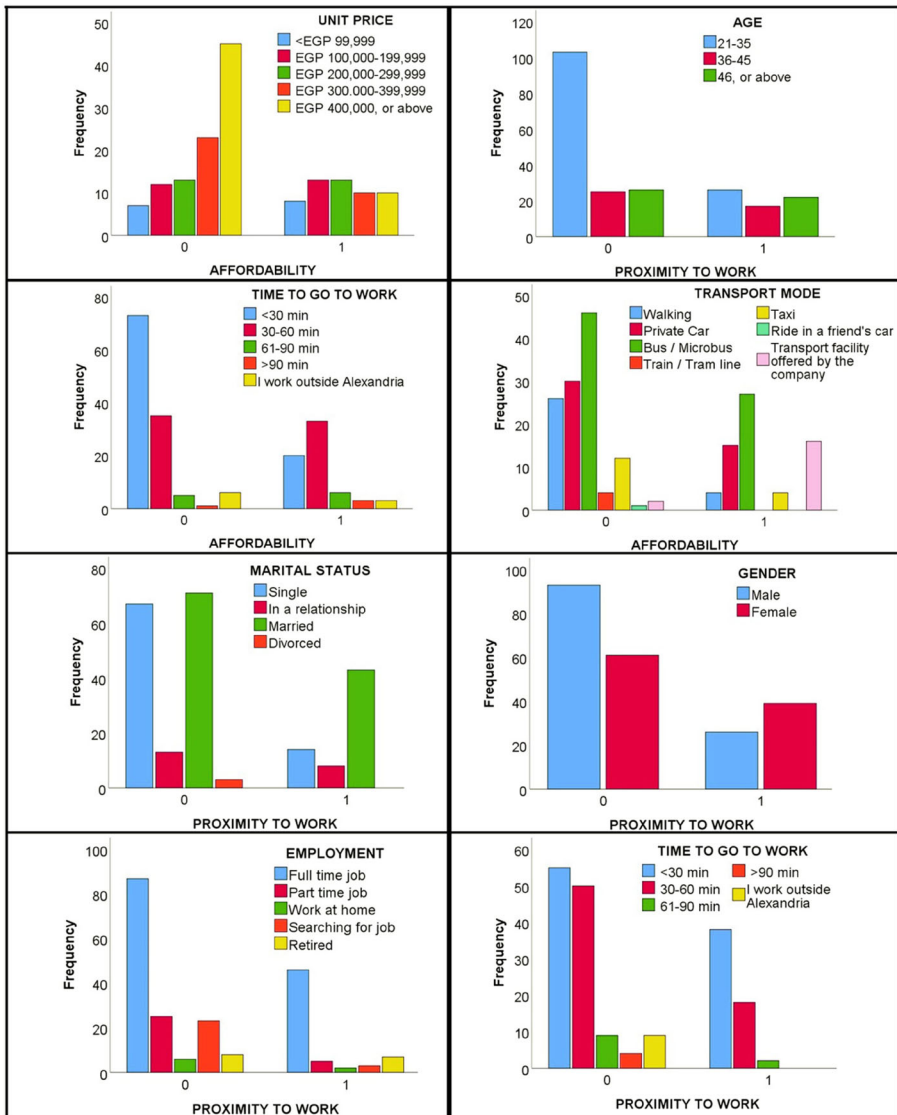 UNIT PRICE
<EGP 99,999
EGP 100,000-199,999
EGP 200,000-299,999
EGP 300.000-399,999
EGP 400,000, or above
50
40
30
20
10
0
Frequency
0 1
AFFORDABILITY
AGE
21-35
36-45
46, or above
120
100
80
60
40
20
0
Frequency
0 1
PROXIMITY TO WORK
TIME TO GO TO WORK
<30 min
30-60 min
61-90 min
>90 min
I work outside Alexandria
80
60
40
20
0
Frequency
0 1
AFFORDABILITY
TRANSPORT MODE
Walking
Private Car
Bus / Microbus
Train / Tram line
Taxi
Ride in a friend's car
Transport facility
offered by the
company
50
40
30
20
10
0
Frequency
0 1
AFFORDABILITY
MARITAL STATUS
Single
In a relationship
Married
Divorced
80
60
40
20
0
Frequency
0 1
PROXIMITY TO WORK
GENDER
Male
Female
100
80
60
40
20
0
Frequency
0 1
PROXIMITY TO WORK
EMPLOYMENT
Full time job
Part time job
Work at home
Searching for job
Retired
100
80
60
40
20
0
Frequency
0 1
PROXIMITY TO WORK
TIME TO GO TO WORK
<30 min
30-60 min
61-90 min
>90 min
I work outside
Alexandria
60
50
40
30
20
10
0
Frequency
0 1
PROXIMITY TO WORK